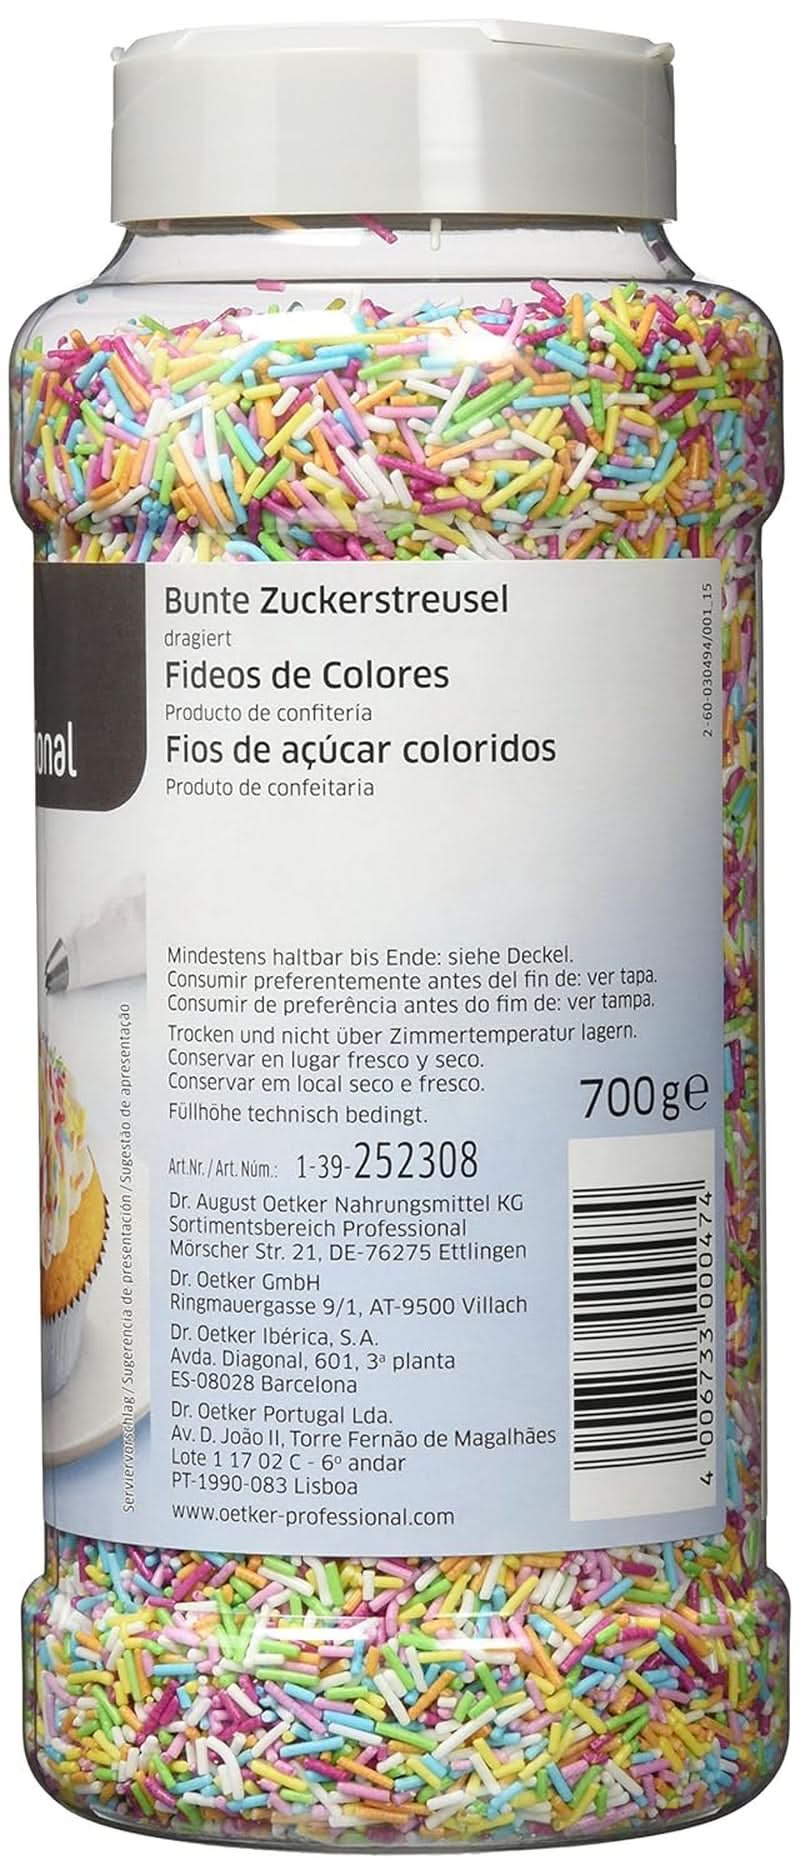 Bunte Zuckerstreusel
dragiert
Fideos de Colores
Producto de confitería
Fios de açúcar coloridos
Produto de confeitaria
2-60-030494/001_15
ional
Mindestens haltbar bis Ende: siehe Deckel.
Consumir preferentemente antes del fin de: ver tapa.
Consumir de preferência antes do fim de: ver tampa.
Trocken und nicht über Zimmertemperatur lagern.
Conservar en lugar fresco y seco.
Conservar em local seco e fresco.
Füllhöhe technisch bedingt.
700g℮
Art.Nr./Art. Núm.: 1-39-252308
Dr. August Oetker Nahrungsmittel KG
Sortimentsbereich Professional
Mörscher Str. 21, DE-76275 Ettlingen
Dr. Oetker GmbH
Ringmauergasse 9/1, AT-9500 Villach
Dr. Oetker Ibérica, S.A.
Avda. Diagonal, 601, 3ª planta
ES-08028 Barcelona
Dr. Oetker Portugal Lda.
Av. D. João II, Torre Fernão de Magalhães
Lote 1 17 02 C - 6º andar
PT-1990-083 Lisboa
www.oetker-professional.com
Serviervorschlag/Sugerencia de presentación/Sugestão de apresentação
4 006733 000474